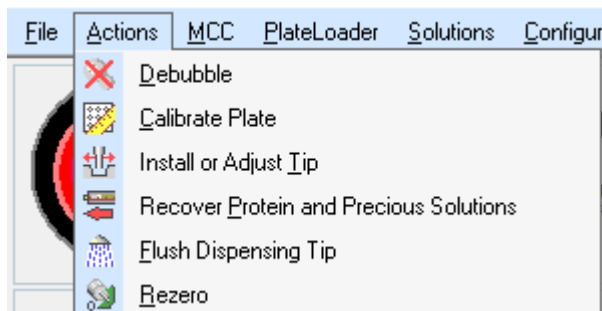 File Actions MCC PlateLoader Solutions Configur
Debubble
Calibrate Plate
Install or Adjust Tip
Recover Protein and Precious Solutions
Flush Dispensing Tip
Rezero